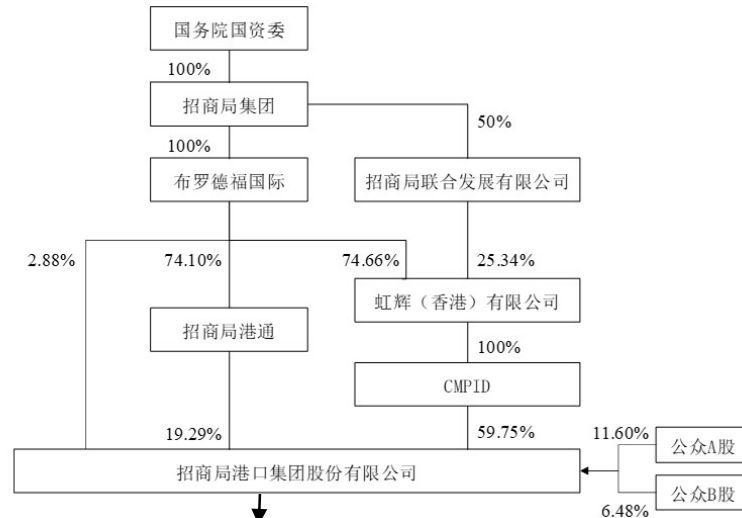 国务院国资委
100%
招商局集团
50%
100%
布罗德福国际
招商局联合发展有限公司
2.88%
74.10%
74.66%
25.34%
虹辉（香港）有限公司
招商局港通
100%
CMPID
19.29%
59.75%
11.60%
公众A股
招商局港口集团股份有限公司
公众B股
6.48%